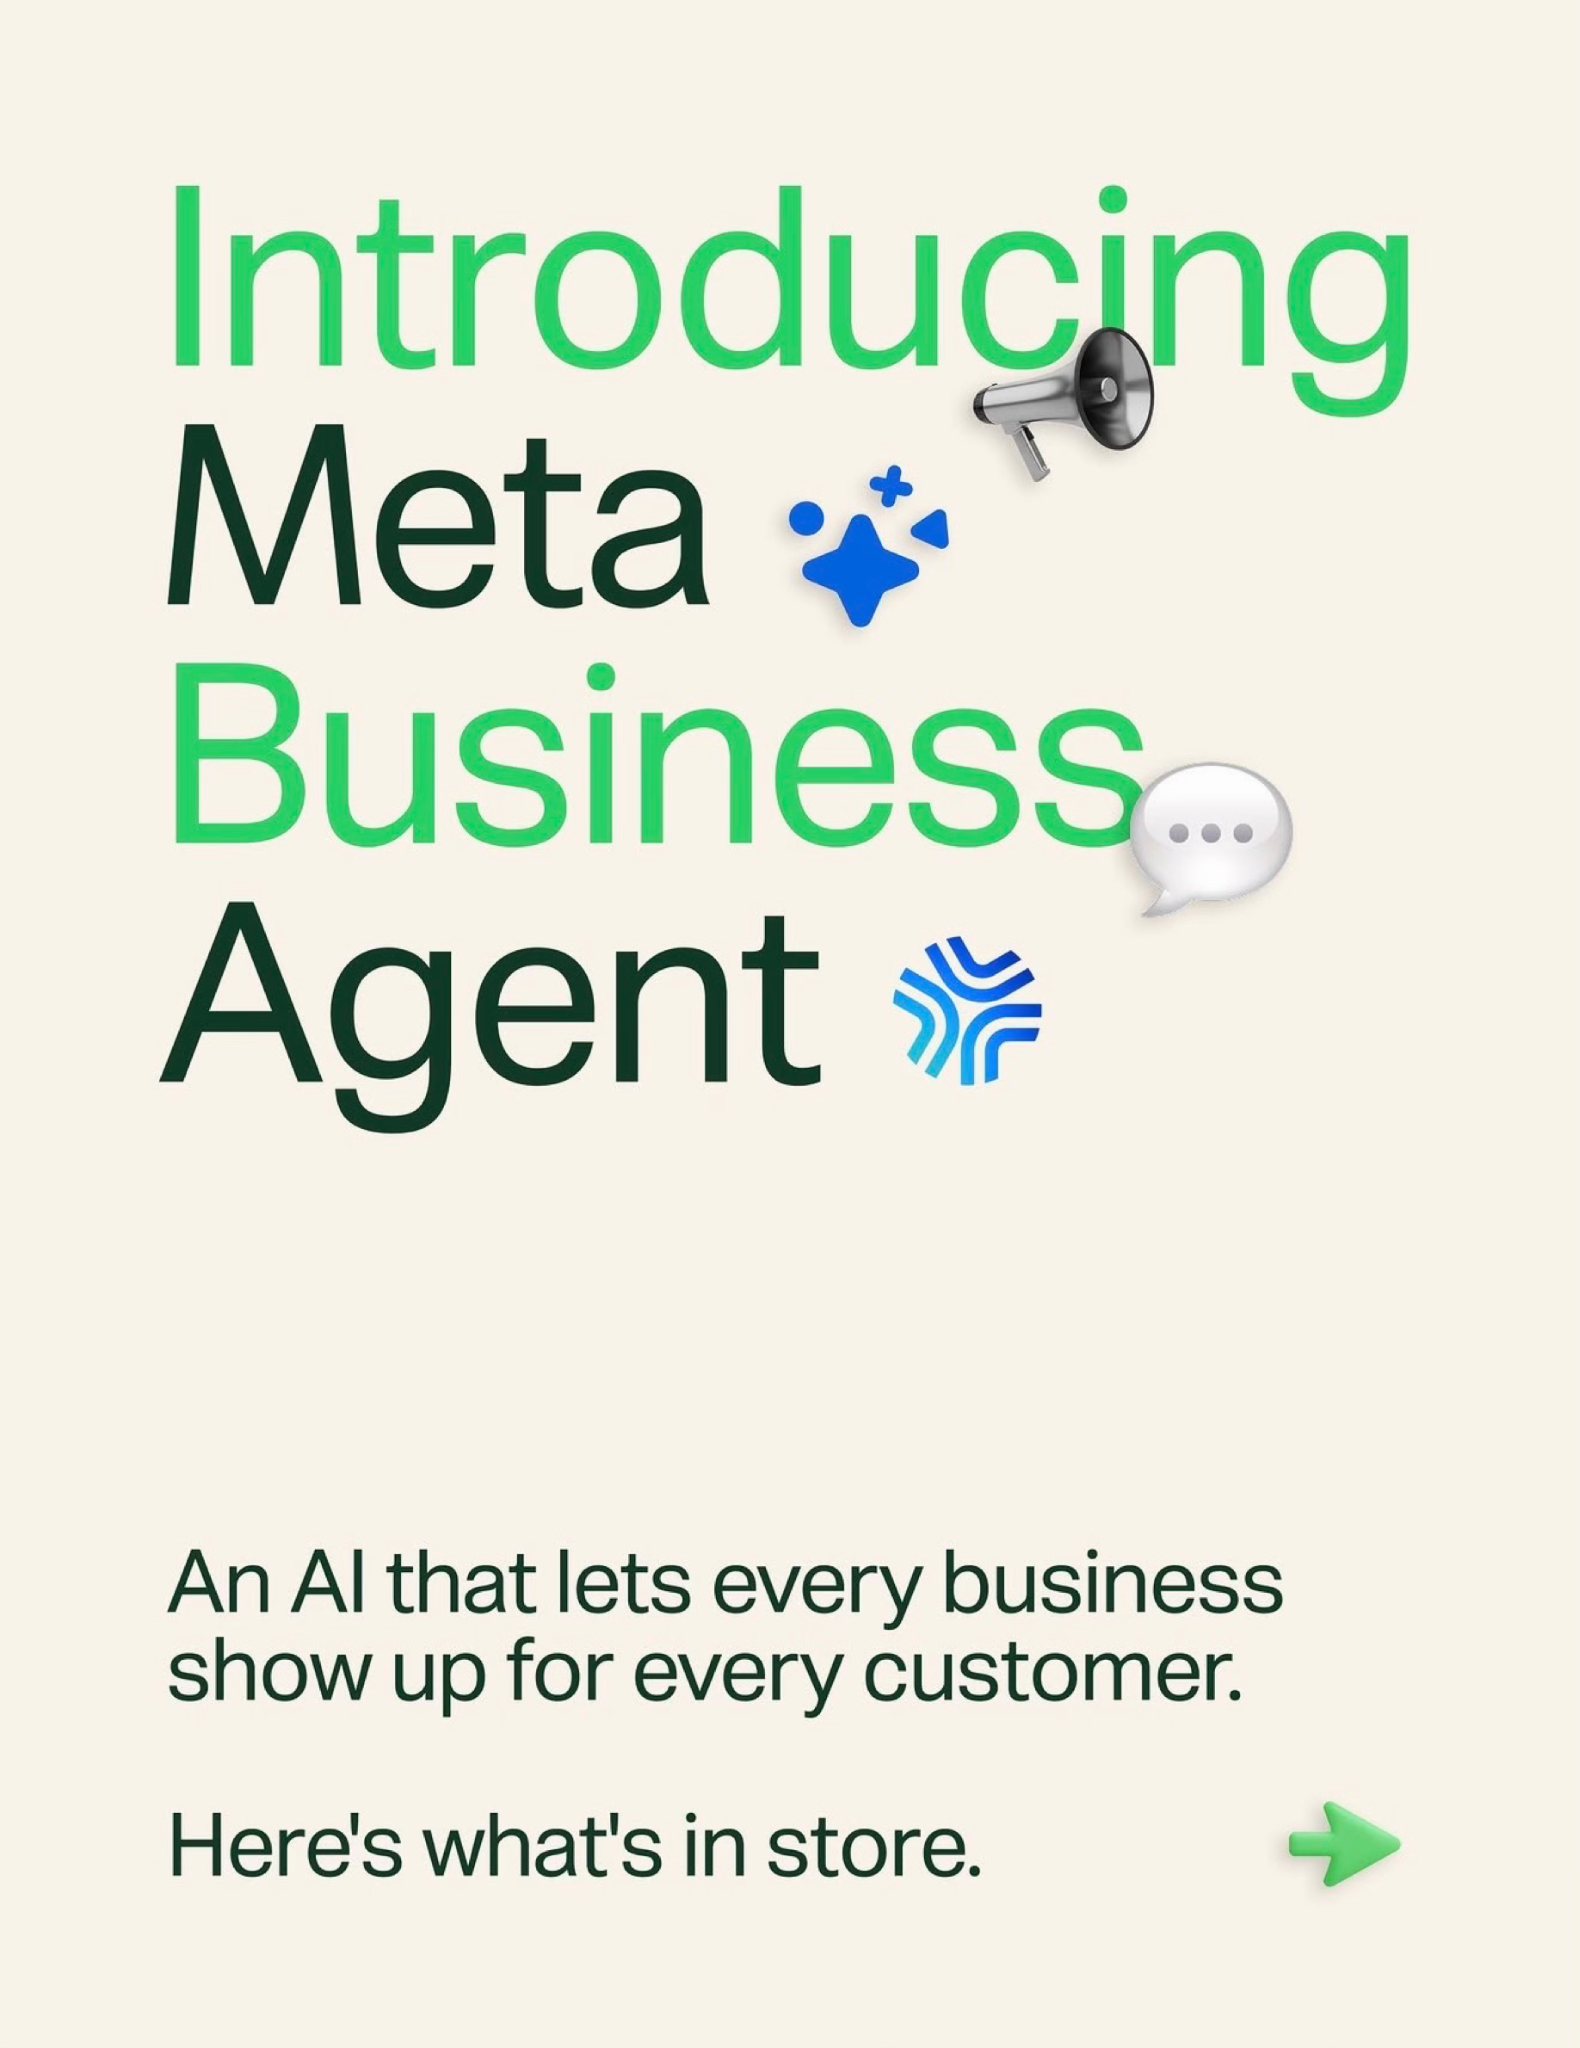 Introducing
Meta
Business
Agent
An AI that lets every business
show up for every customer.
Here's what's in store.